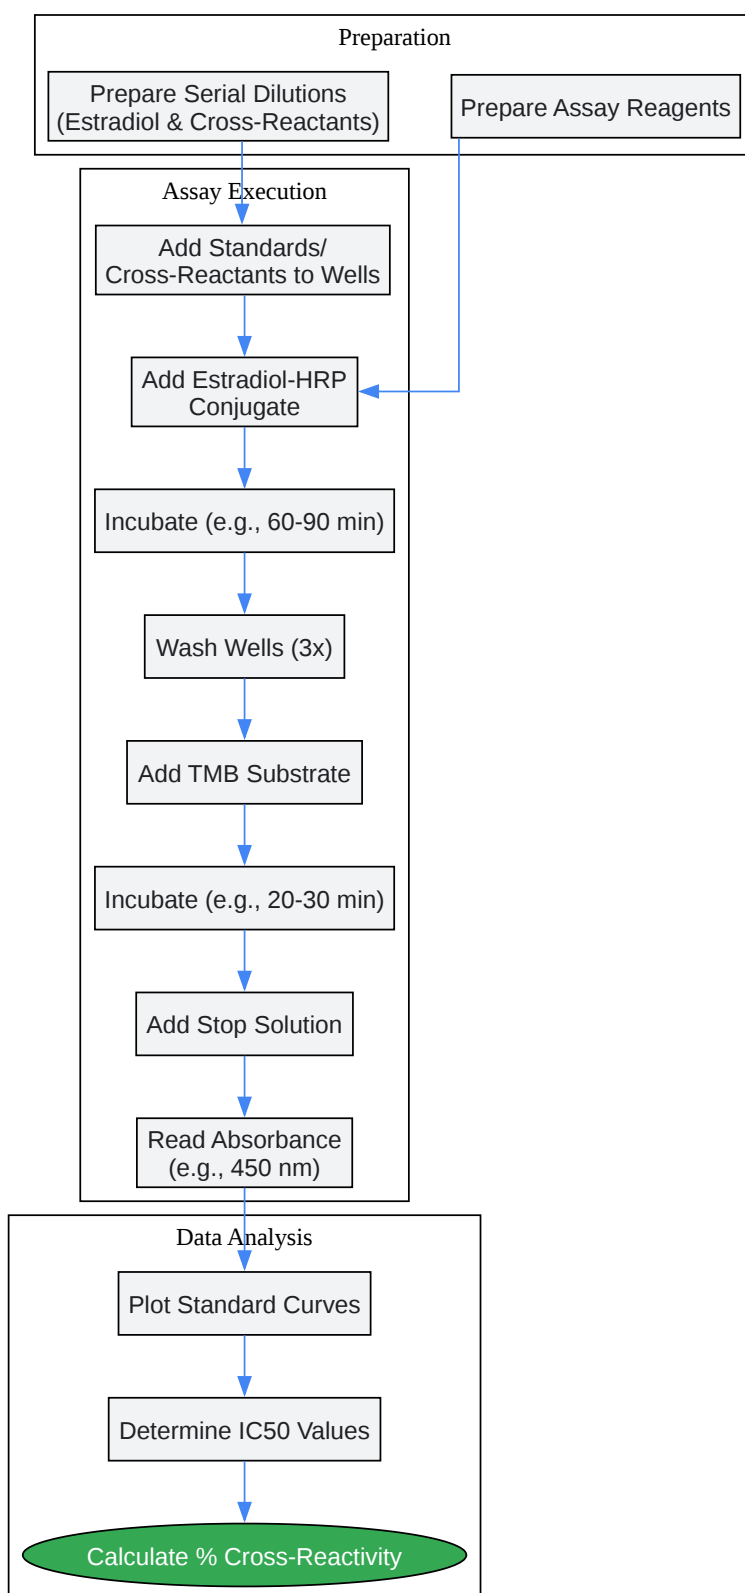 Preparation
Prepare Serial Dilutions
(Estradiol & Cross-Reactants)
Prepare Assay Reagents
Assay Execution
Add Standards/
Cross-Reactants to Wells
Add Estradiol-HRP
Conjugate
Incubate (e.g., 60-90 min)
Wash Wells (3x)
Add TMB Substrate
Incubate (e.g., 20-30 min)
Add Stop Solution
Read Absorbance
(e.g., 450 nm)
Data Analysis
Plot Standard Curves
Determine IC50 Values
Calculate % Cross-Reactivity